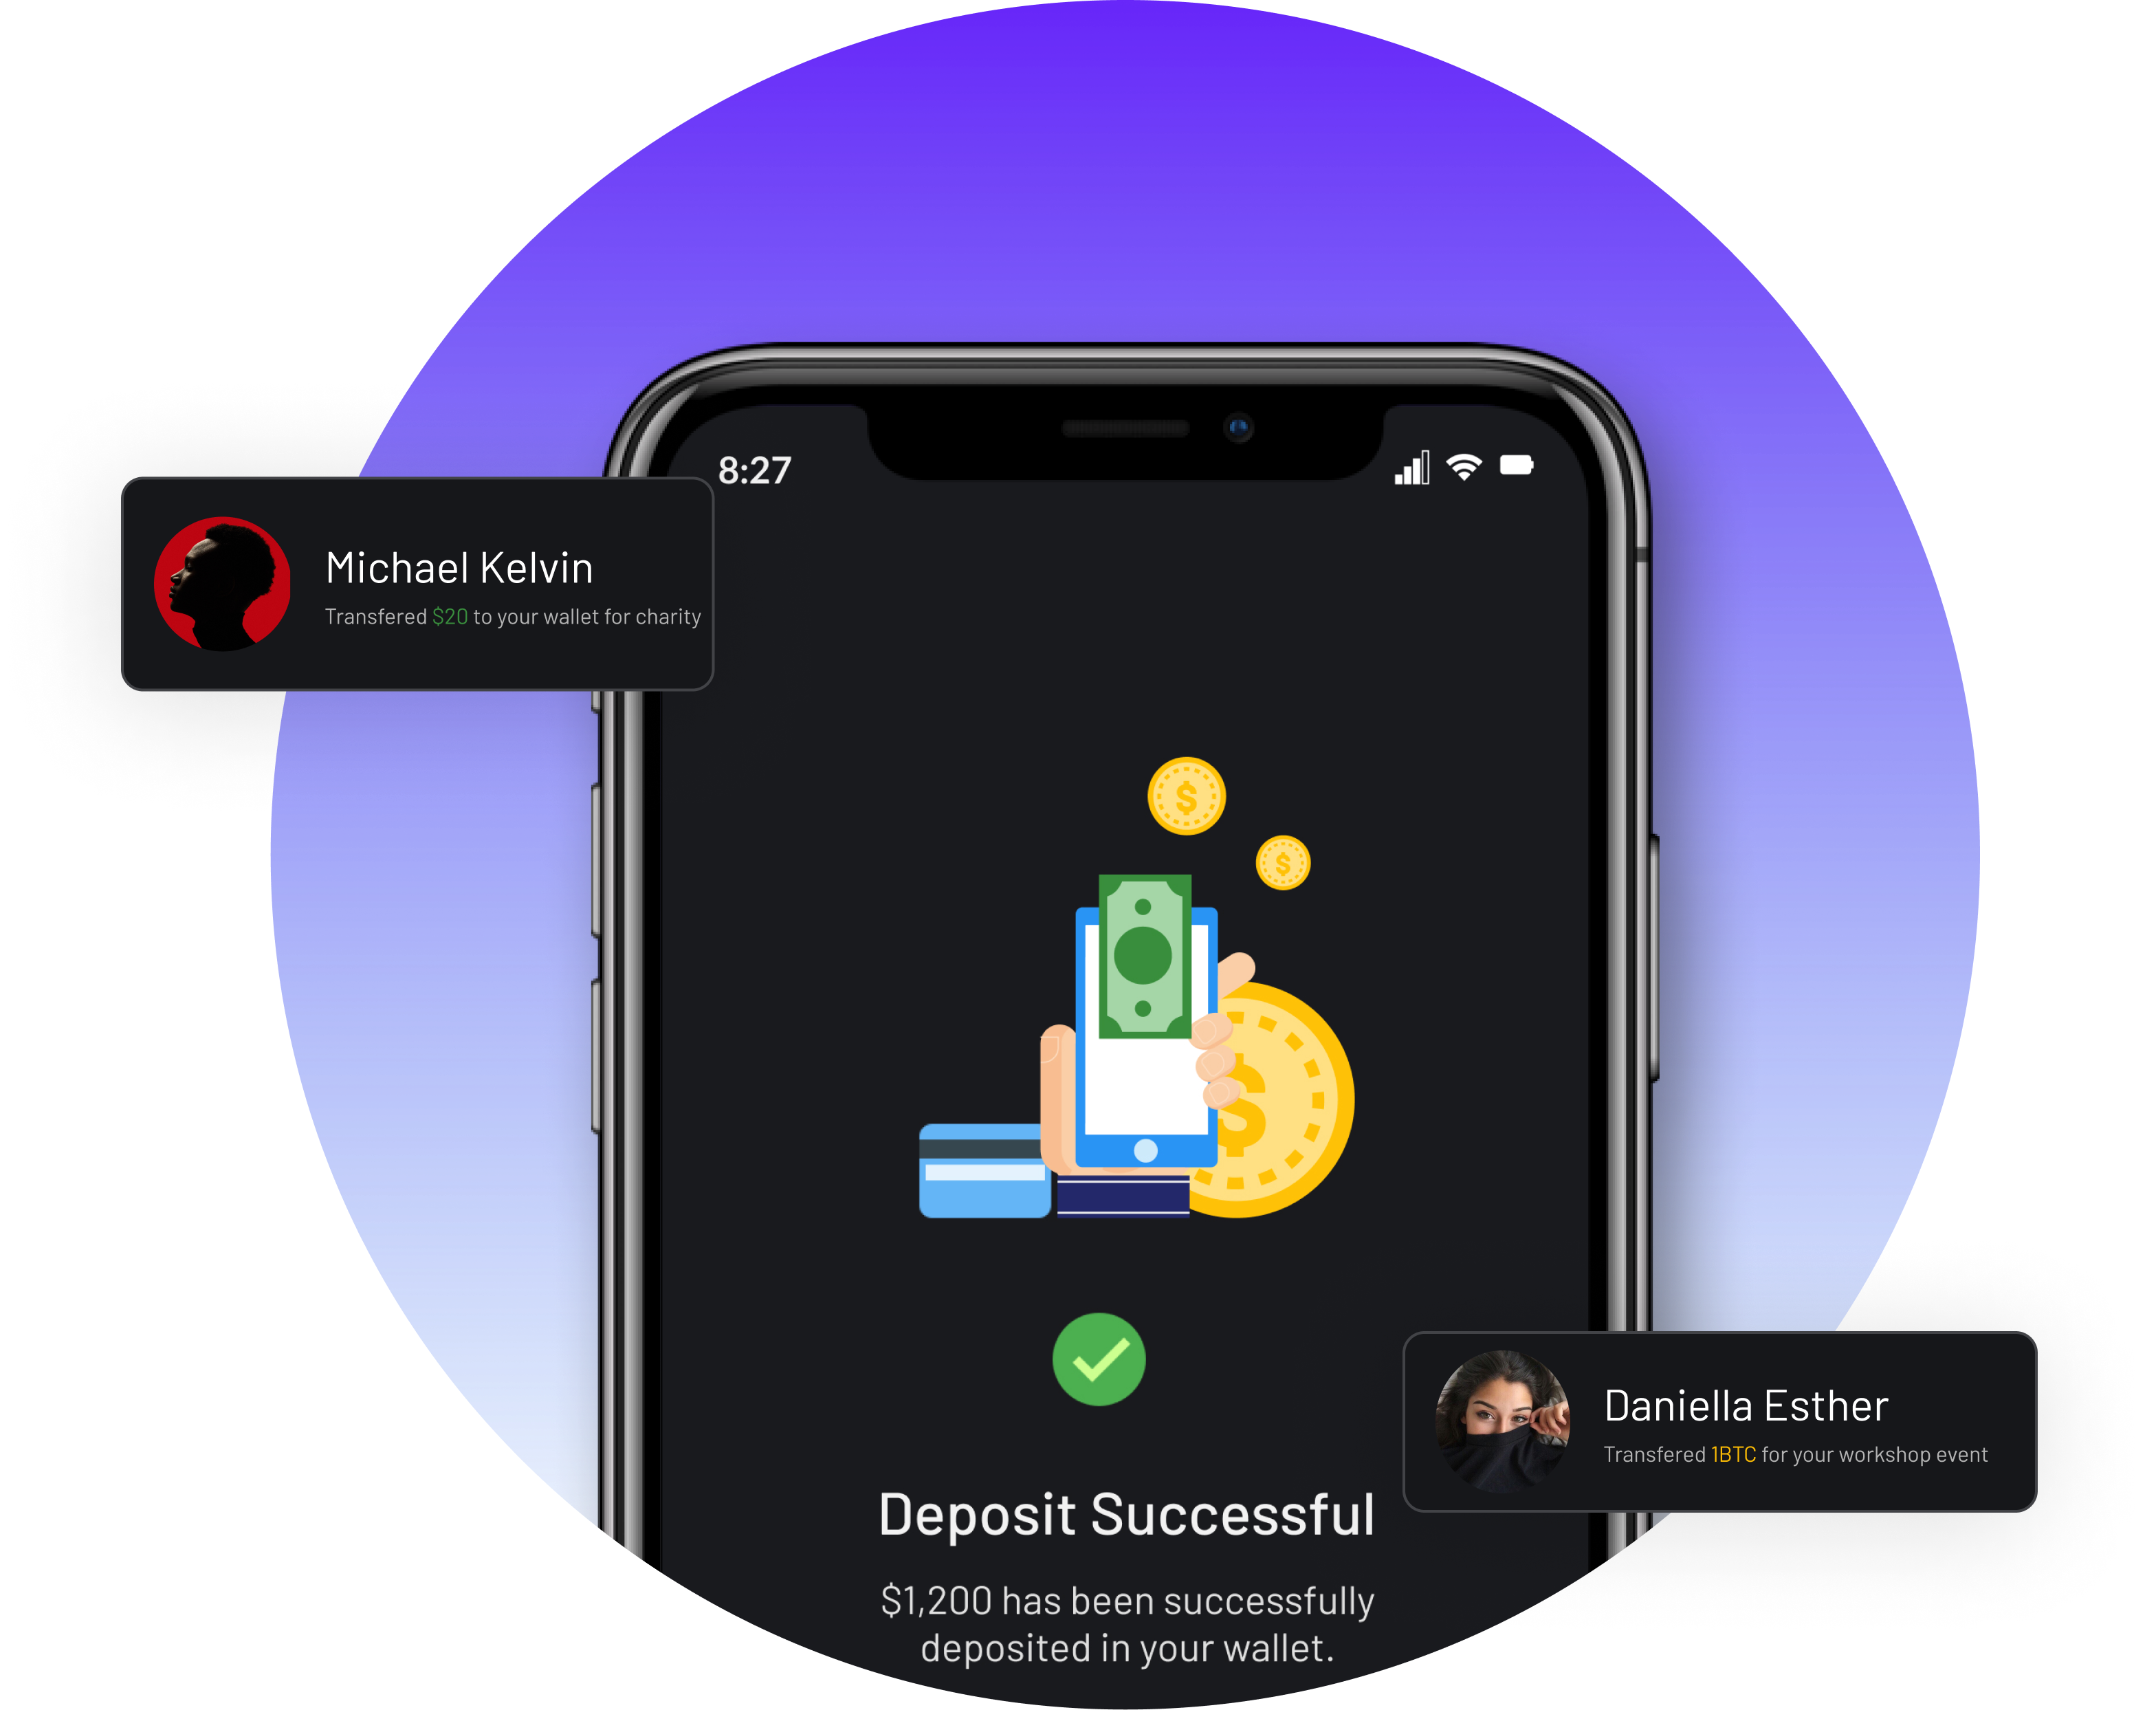 8:27
Michael Kelvin
Transfered $20 to your wallet for charity
$
$
$
Daniella Esther
Transfered 1BTC for your workshop event
Deposit Successful
$1,200 has been successfully
deposited in your wallet.